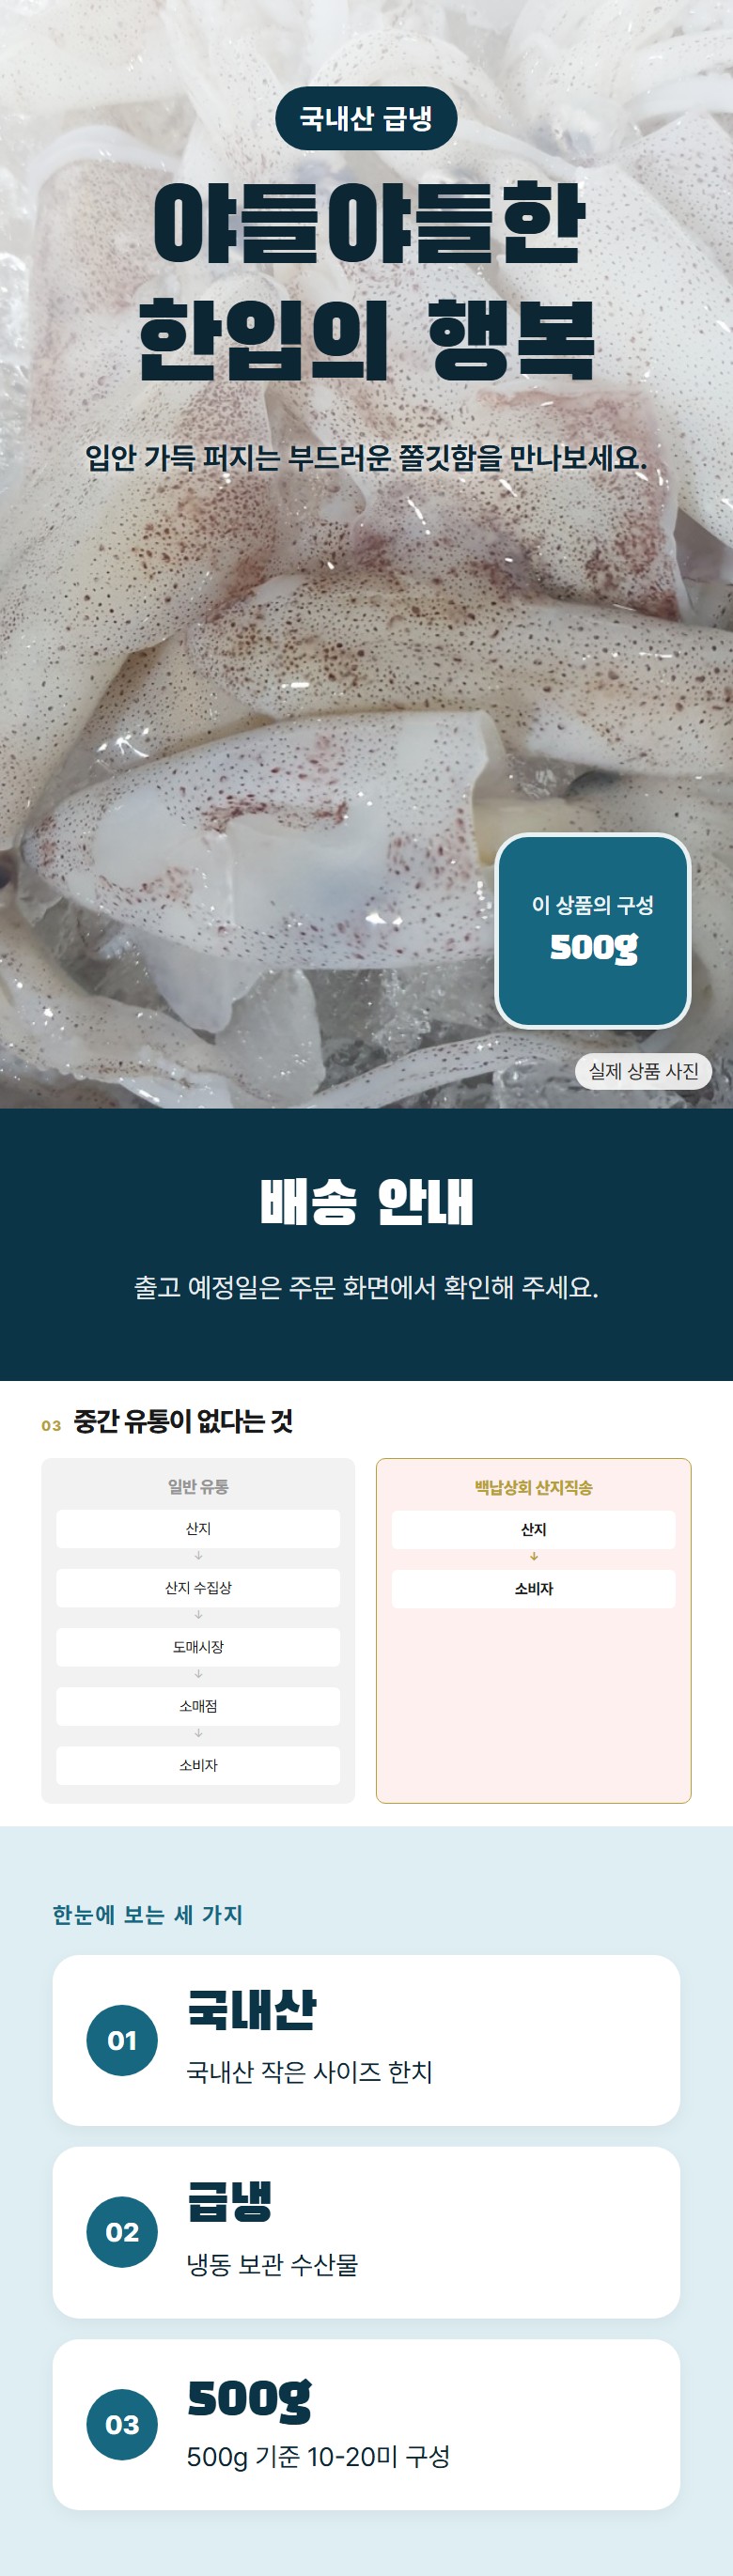 국내산 급냉
야들야들한
한입의 행복
입안 가득 퍼지는 부드러운 쫄깃함을 만나보세요.
이 상품의 구성
500g
실제 상품 사진
배송 안내
출고 예정일은 주문 화면에서 확인해 주세요.
03 중간 유통이 없다는 것
일반 유통
산지
↓
산지 수집상
↓
도매시장
↓
소매점
↓
소비자
백납상회 산지직송
산지
↓
소비자
한눈에 보는 세 가지
01
국내산
국내산 작은 사이즈 한치
02
급냉
냉동 보관 수산물
03
500g
500g 기준 10-20미 구성